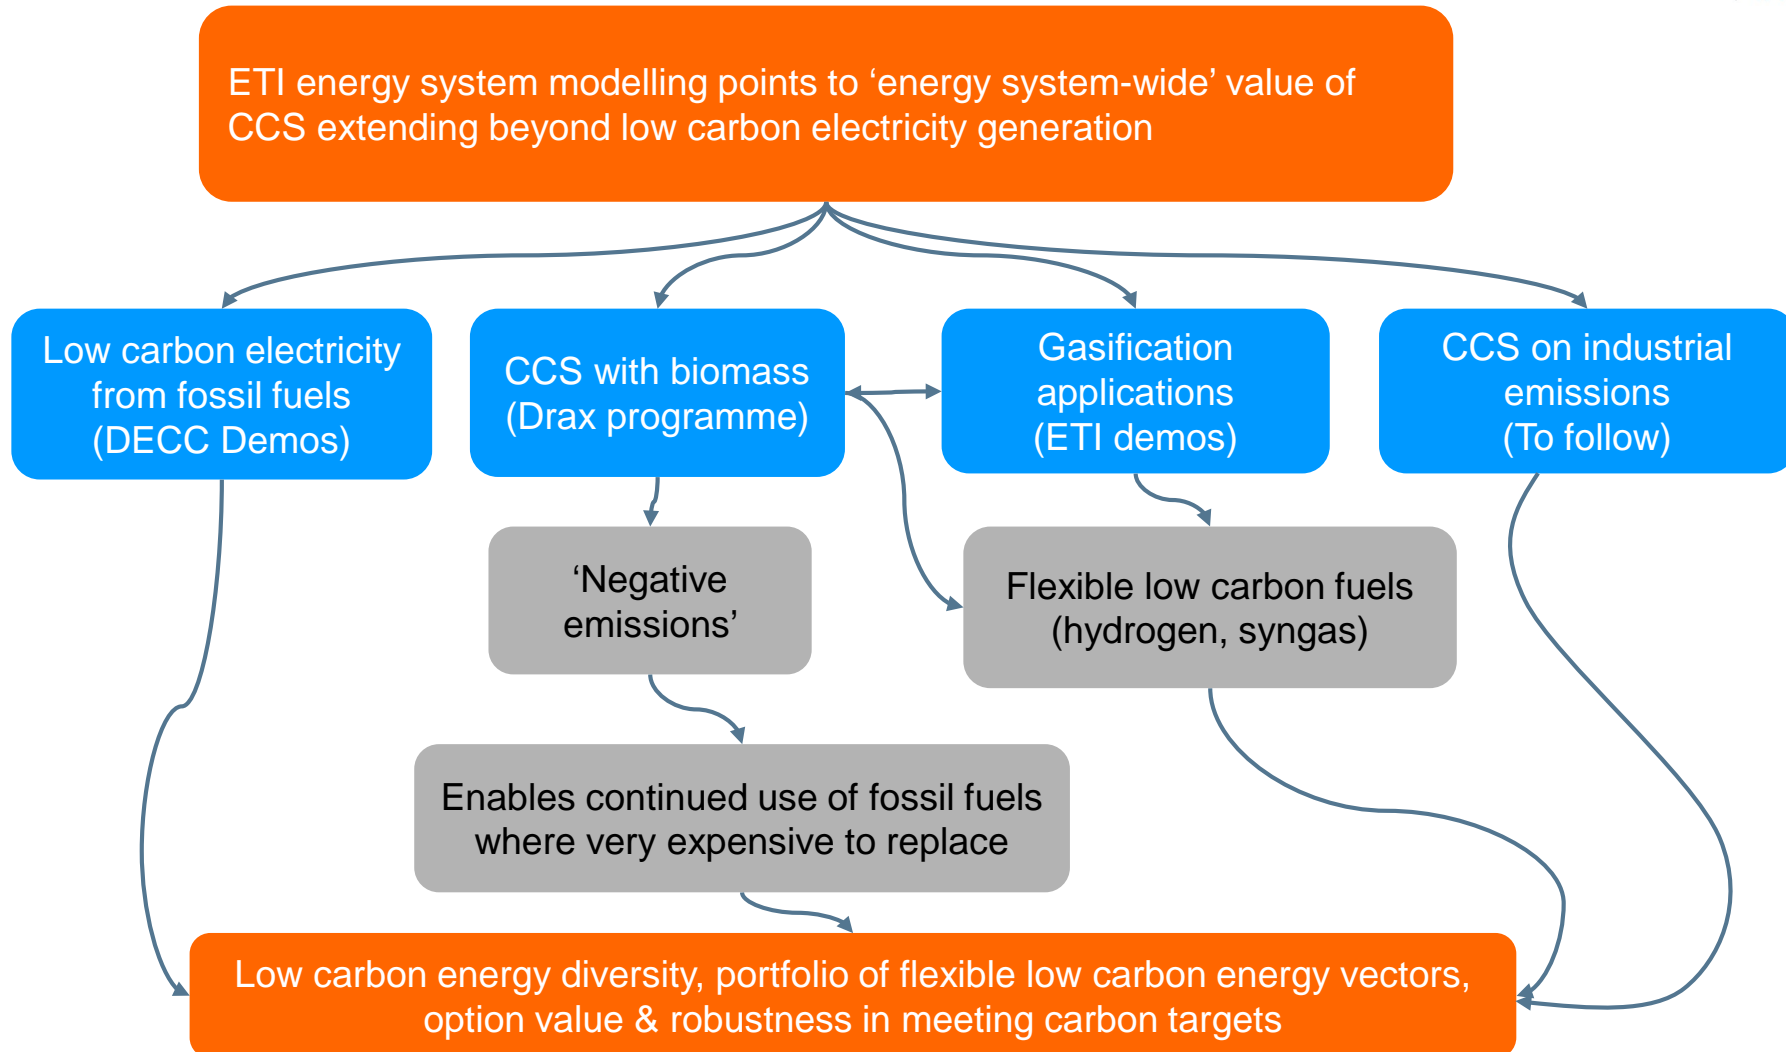 ETI energy system modelling points to ‘energy system-wide’ value of
CCS extending beyond low carbon electricity generation
Low carbon electricity
from fossil fuels
(DECC Demos)
CCS with biomass
(Drax programme)
Gasification
applications
(ETI demos)
CCS on industrial
emissions
(To follow)
‘Negative
emissions’
Flexible low carbon fuels
(hydrogen, syngas)
Enables continued use of fossil fuels
where very expensive to replace
Low carbon energy diversity, portfolio of flexible low carbon energy vectors,
option value & robustness in meeting carbon targets